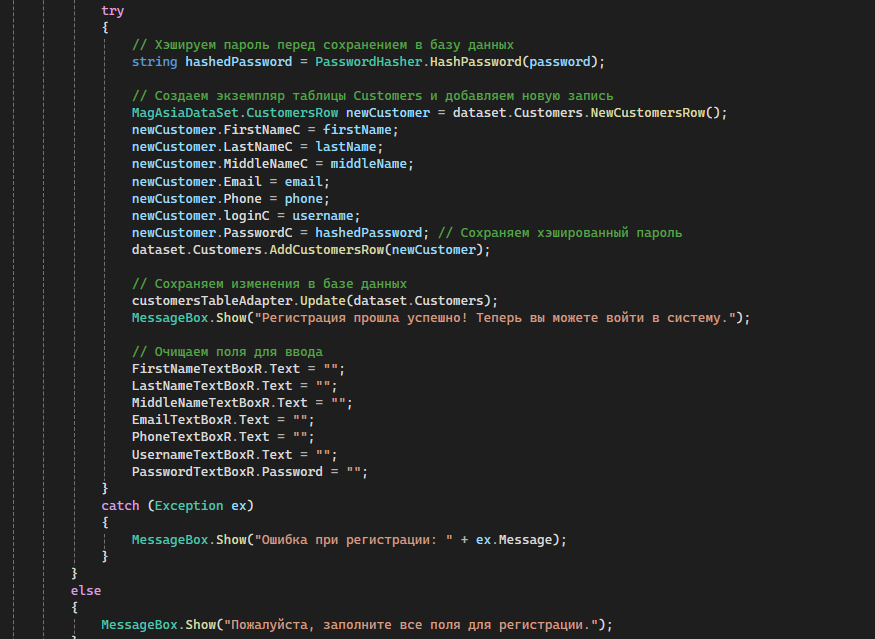 try
{
// Хэшируем пароль перед сохранением в базу данных
string hashedPassword = PasswordHasher.HashPassword(password);
// Создаем экземпляр таблицы Customers и добавляем новую запись
MagAsiaDataSet.CustomersRow newCustomer = dataset.Customers.NewCustomersRow();
newCustomer.FirstNameC = firstName;
newCustomer.LastNameC = lastName;
newCustomer.MiddleNameC = middleName;
newCustomer.Email = email;
newCustomer.Phone = phone;
newCustomer.loginC = username;
newCustomer.PasswordC = hashedPassword; // Сохраняем хэшированный пароль
dataset.Customers.AddCustomersRow(newCustomer);
// Сохраняем изменения в базе данных
customersTableAdapter.Update(dataset.Customers);
MessageBox.Show("Регистрация прошла успешно! Теперь вы можете войти в систему.");
// Очищаем поля для ввода
FirstNameTextBoxR.Text = "";
LastNameTextBoxR.Text = "";
MiddleNameTextBoxR.Text = "";
EmailTextBoxR.Text = "";
PhoneTextBoxR.Text = "";
UsernameTextBoxR.Text = "";
PasswordTextBoxR.Password = "";
}
catch (Exception ex)
{
MessageBox.Show("Ошибка при регистрации: " + ex.Message);
}
}
else
{
MessageBox.Show("Пожалуйста, заполните все поля для регистрации.");